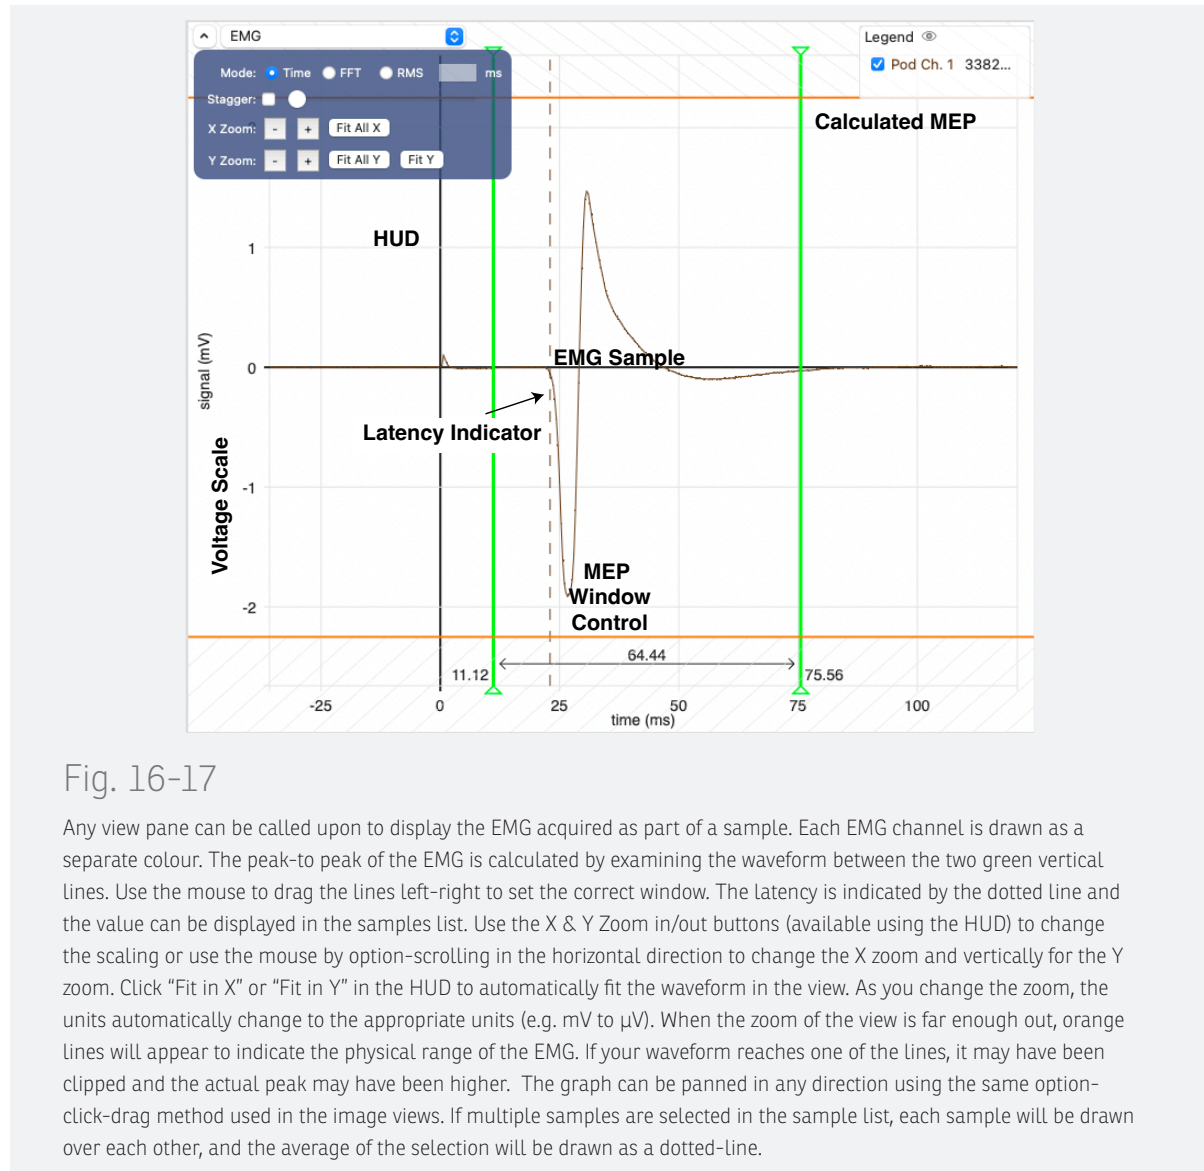 EMG
Legend
Pod Ch. 1 3382...
Mode: Time FFT RMS ms
Stagger:
X Zoom: - + Fit All X
Y Zoom: - + Fit All Y Fit Y
Calculated MEP
HUD
1
0
-1
-2
signal (mV)
Voltage Scale
EMG Sample
Latency Indicator
MEP
Window
Control
64.44
11.12
75.56
-25 0 25 50 75 100
time (ms)
Fig. 16-17
Any view pane can be called upon to display the EMG acquired as part of a sample. Each EMG channel is drawn as a
separate colour. The peak-to peak of the EMG is calculated by examining the waveform between the two green vertical
lines. Use the mouse to drag the lines left-right to set the correct window. The latency is indicated by the dotted line and
the value can be displayed in the samples list. Use the X & Y Zoom in/out buttons (available using the HUD) to change
the scaling or use the mouse by option-scrolling in the horizontal direction to change the X zoom and vertically for the Y
zoom. Click “Fit in X” or “Fit in Y” in the HUD to automatically fit the waveform in the view. As you change the zoom, the
units automatically change to the appropriate units (e.g. mV to µV). When the zoom of the view is far enough out, orange
lines will appear to indicate the physical range of the EMG. If your waveform reaches one of the lines, it may have been
clipped and the actual peak may have been higher.  The graph can be panned in any direction using the same option-
click-drag method used in the image views. If multiple samples are selected in the sample list, each sample will be drawn
over each other, and the average of the selection will be drawn as a dotted-line.